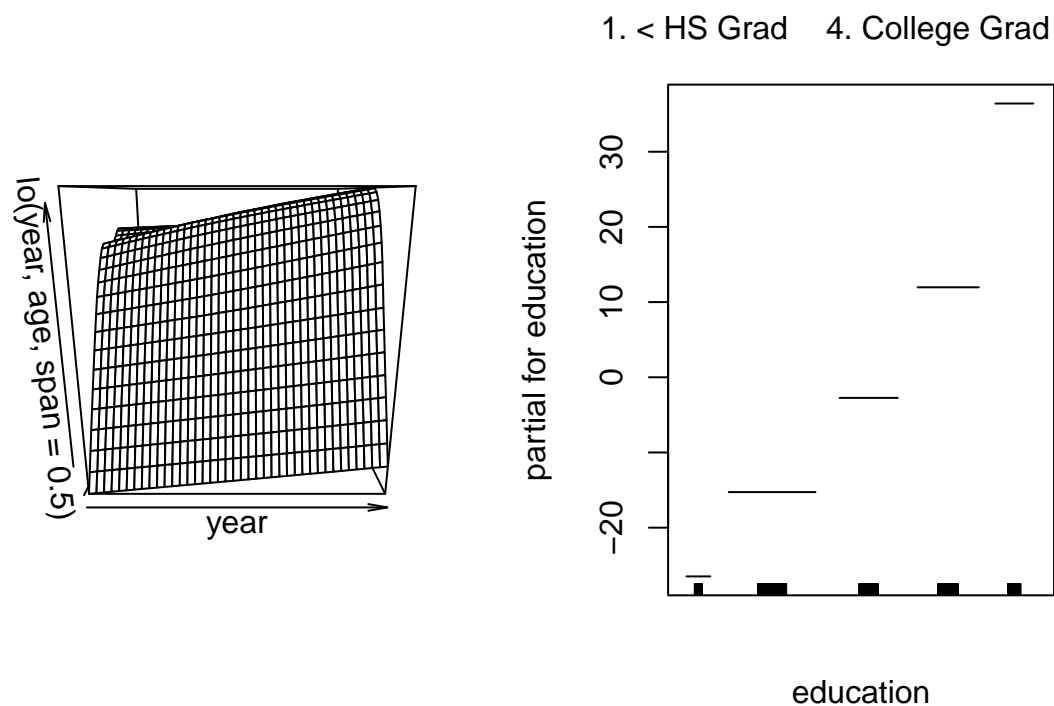 lo(year, age, span = 0.5)
year
1. < HS Grad 4. College Grad
partial for education
30
20
10
0
−20
education